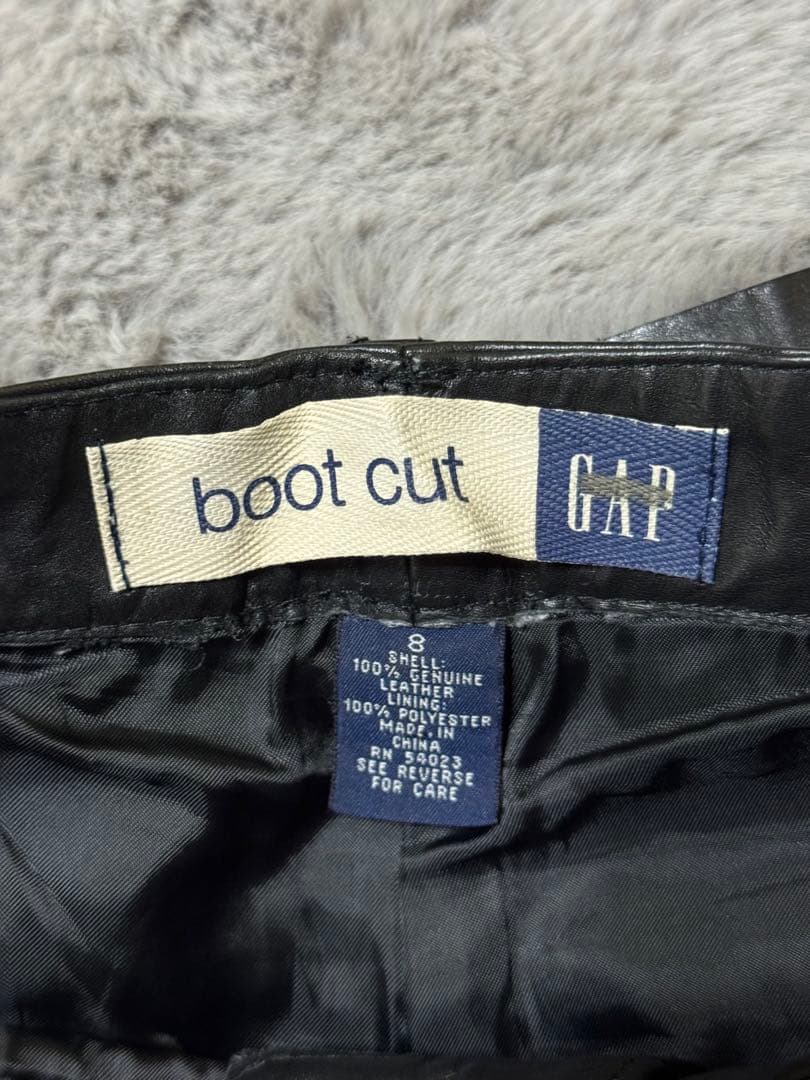 boot cut
GAP
8
SHELL:
100% GENUINE
LEATHER
LINING:
100% POLYESTER
MADE IN
CHINA
RN 54023
SEE REVERSE
FOR CARE